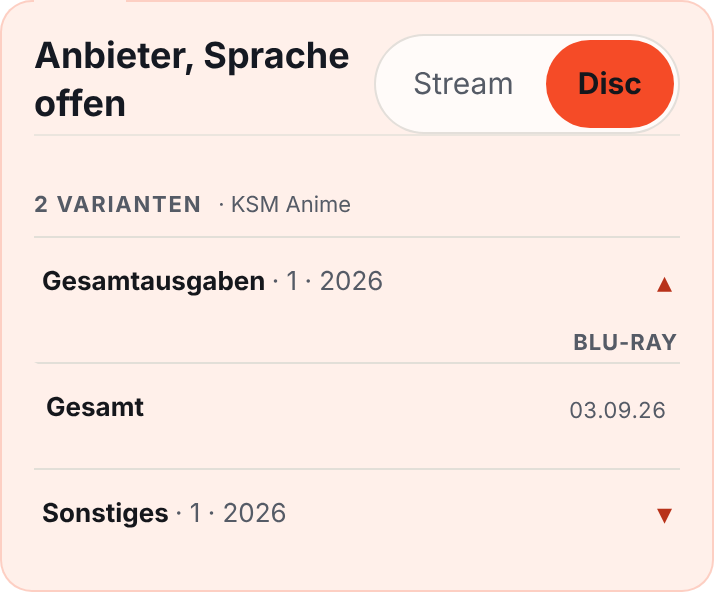 Anbieter, Sprache
offen
Stream
Disc
2 VARIANTEN · KSM Anime
Gesamtausgaben · 1 · 2026 ▲
BLU-RAY
Gesamt 03.09.26
Sonstiges · 1 · 2026 ▼